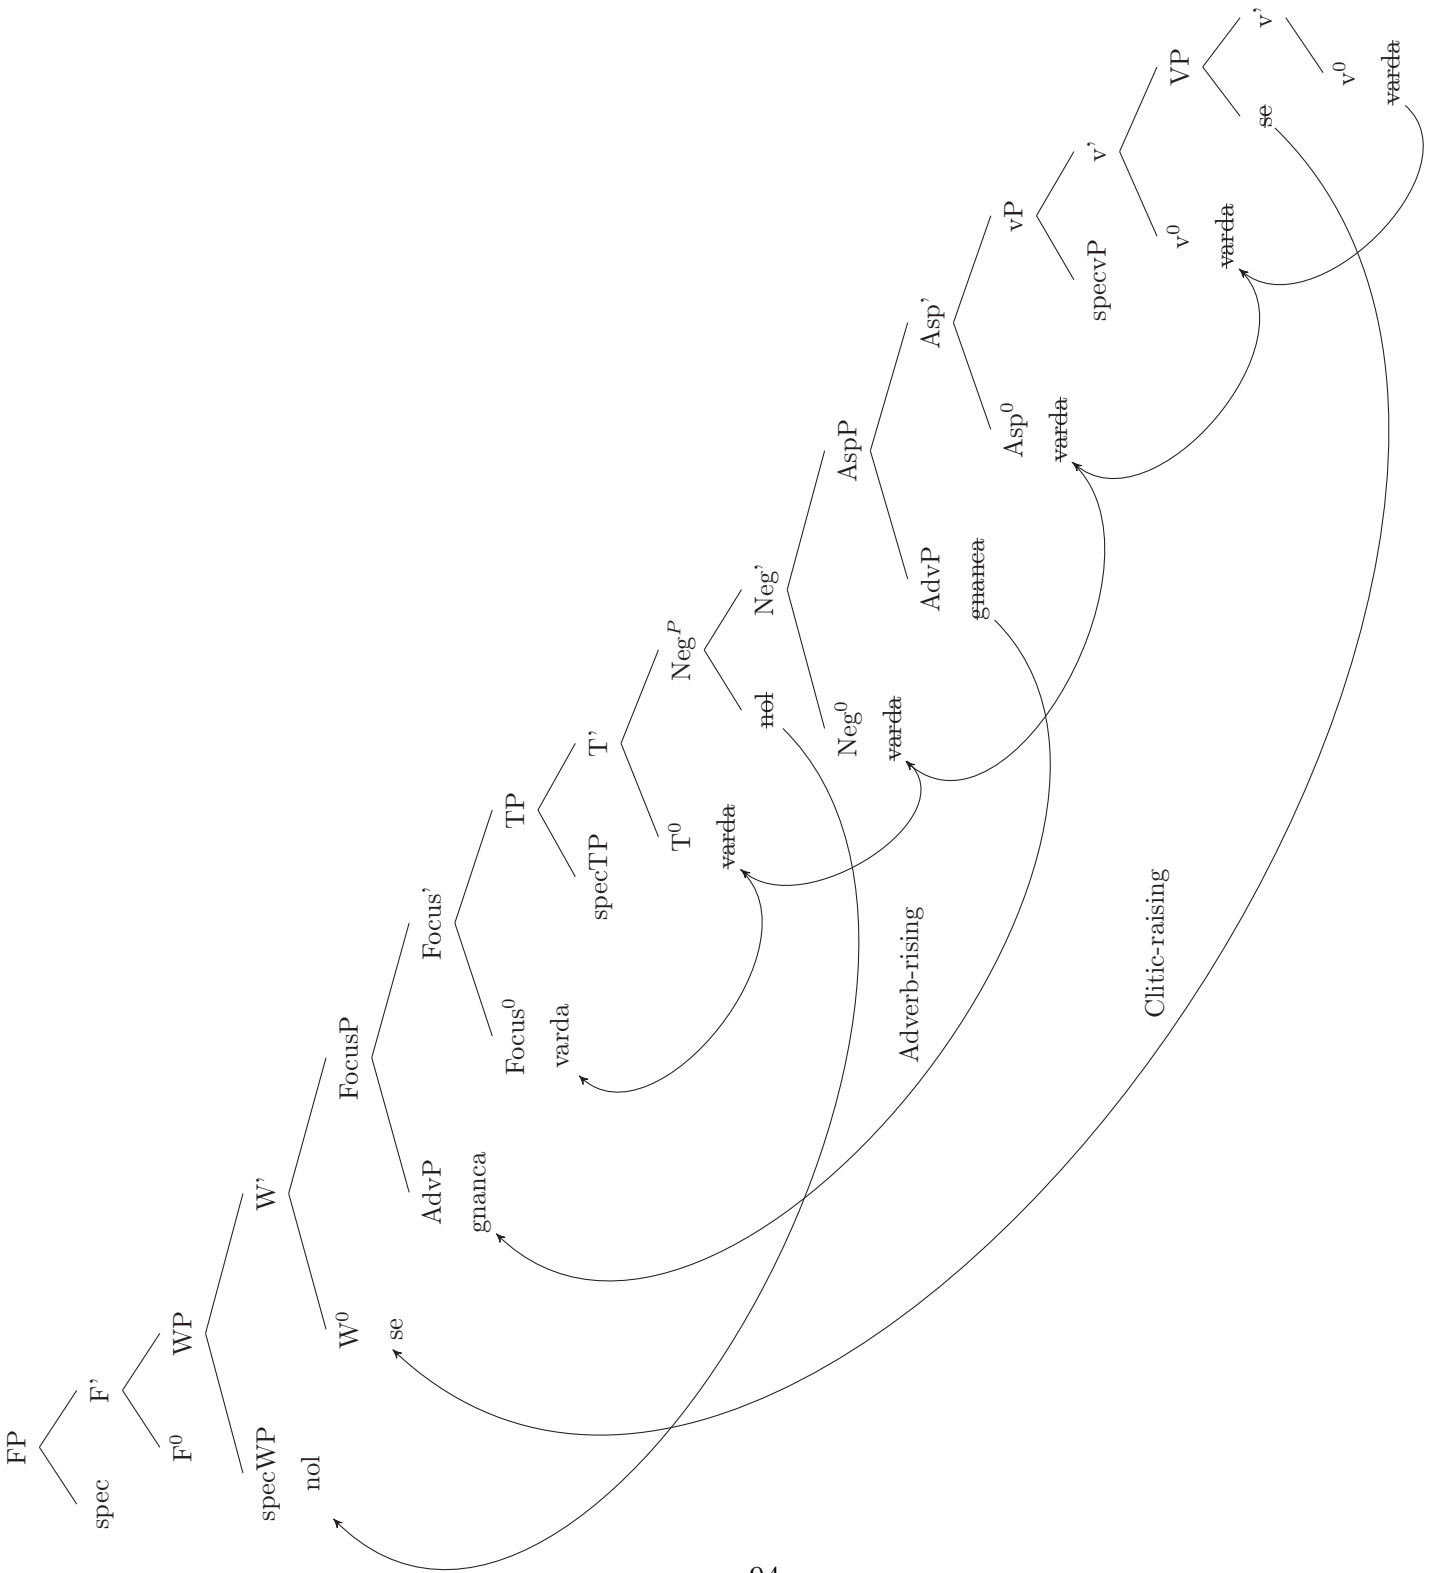 FP
spec
F'
F⁰
WP
specWP
W'
nol
W⁰
FocusP
se
AdvP
Focus'
gnanca
Focus⁰
TP
varda
specTP
T'
T⁰
Negᴾ
varda
nol
Neg'
Neg⁰
AspP
varda
Adverb-rising
AdvP
Asp'
gnanca
Asp⁰
vP
varda
specvP
v'
Clitic-raising
v⁰
VP
varda
se
v'
v⁰
varda